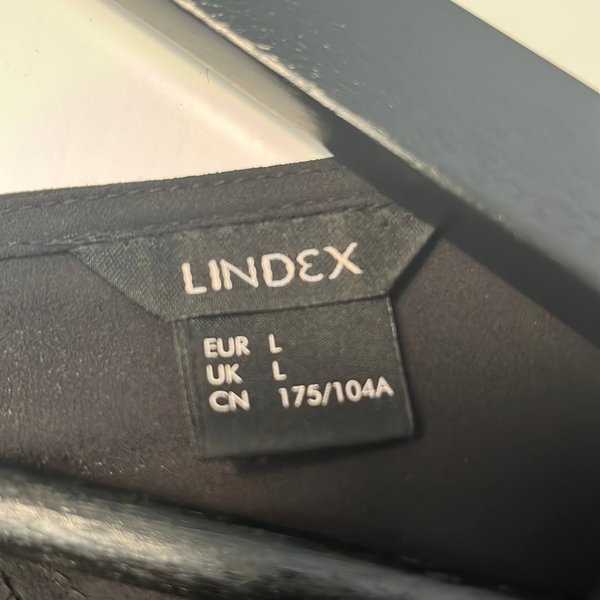 LINDEX
EUR L
UK L
CN 175/104A